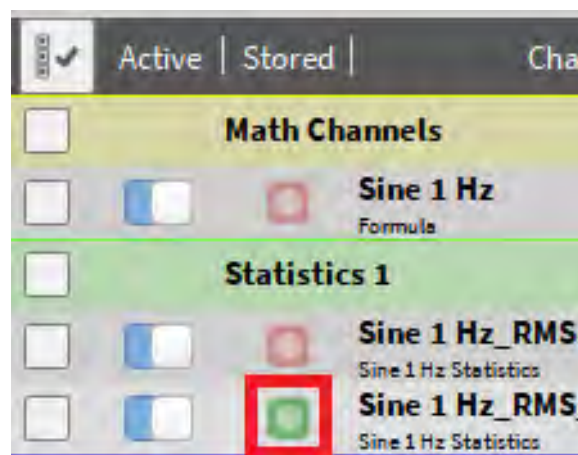 Active | Stored | Cha
Math Channels
Sine 1 Hz
Formula
Statistics 1
Sine 1 Hz_RMS
Sine 1 Hz Statistics
Sine 1 Hz_RMS_
Sine 1 Hz Statistics